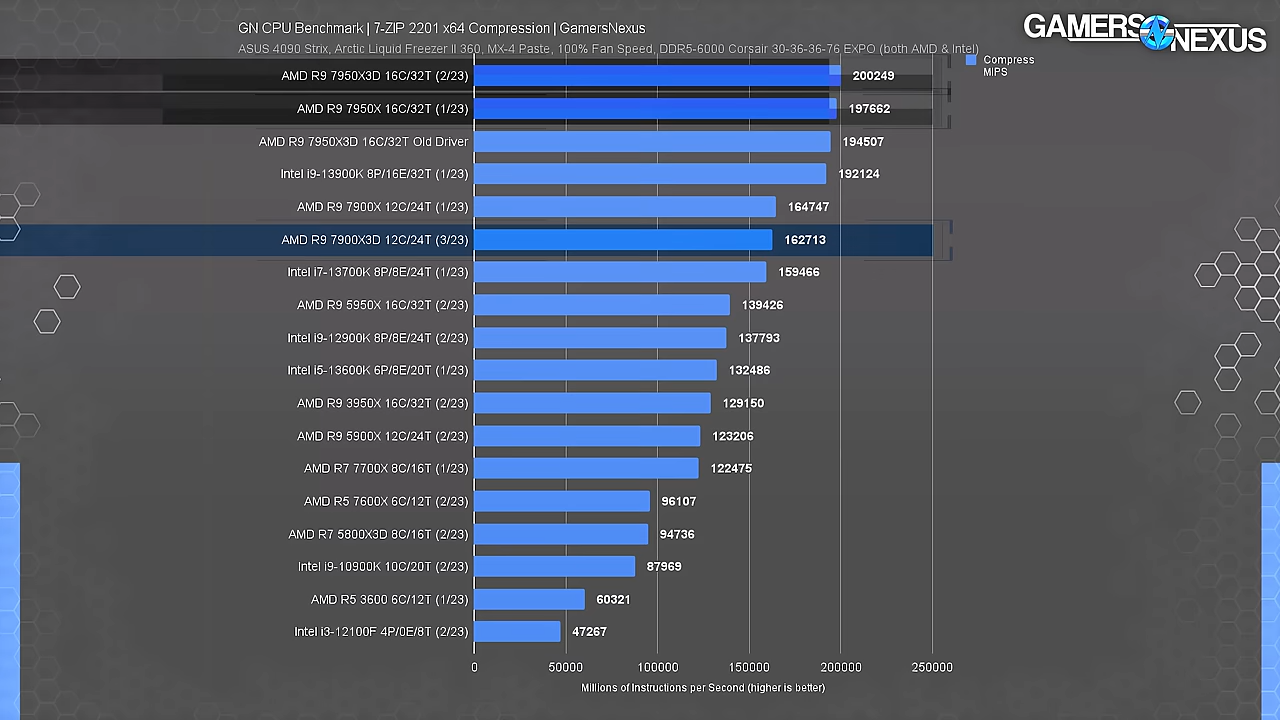 GN CPU Benchmark | 7-ZIP 2201 x64 Compression | GamersNexus
GAMERS NEXUS
ASUS 4090 Strix, Arctic Liquid Freezer II 360, MX-4 Paste, 100% Fan Speed, DDR5-6000 Corsair 30-36-36-76 EXPO (both AMD & Intel)
Compress
MIPS
AMD R9 7950X3D 16C/32T (2/23) 200249
AMD R9 7950X 16C/32T (1/23) 197662
AMD R9 7950X3D 16C/32T Old Driver 194507
Intel i9-13900K 8P/16E/32T (1/23) 192124
AMD R9 7900X 12C/24T (1/23) 164747
AMD R9 7900X3D 12C/24T (3/23) 162713
Intel i7-13700K 8P/8E/24T (1/23) 159466
AMD R9 5950X 16C/32T (2/23) 139426
Intel i9-12900K 8P/8E/24T (2/23) 137793
Intel i5-13600K 6P/8E/20T (1/23) 132486
AMD R9 3950X 16C/32T (2/23) 129150
AMD R9 5900X 12C/24T (2/23) 123206
AMD R7 7700X 8C/16T (1/23) 122475
AMD R5 7600X 6C/12T (2/23) 96107
AMD R7 5800X3D 8C/16T (2/23) 94736
Intel i9-10900K 10C/20T (2/23) 87969
AMD R5 3600 6C/12T (1/23) 60321
Intel i3-12100F 4P/0E/8T (2/23) 47267
0 50000 100000 150000 200000 250000
Millions of Instructions per Second (higher is better)